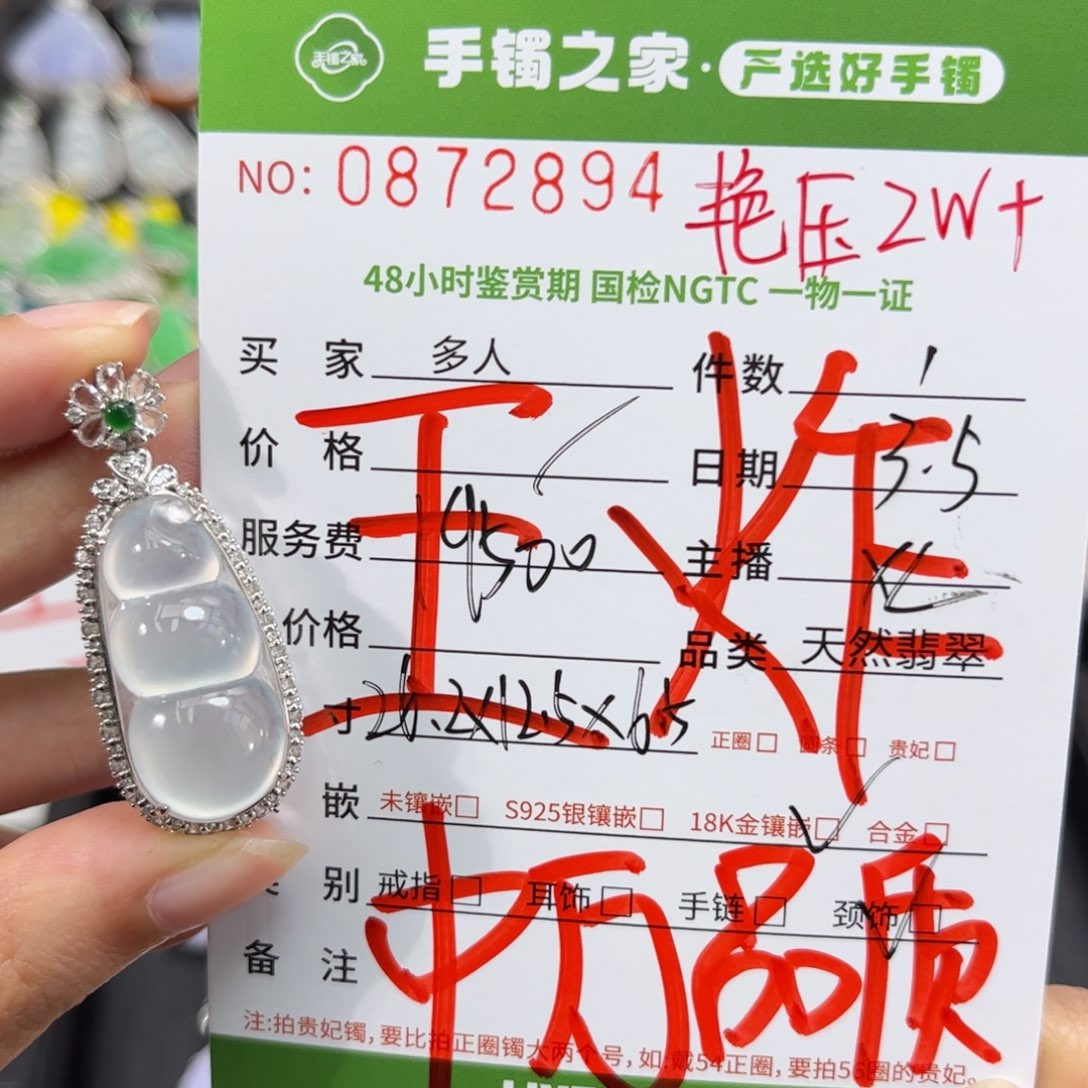 手镯之家 手镯之家·严选好手镯
NO: 0872894 艳压2W+
48小时鉴赏期 国检NGTC 一物一证
买 家 多人 件数 1
价 格 日期 3.5
服务费 19500 主播
价格 品类 天然翡翠
寸 26.2x12.5x6.5 正圈□ 圆条□ 贵妃□
嵌 未镶嵌□ S925银镶嵌□ 18K金镶嵌□ 合金□
别 戒指□ 耳饰□ 手链□ 颈饰□
备 注
王炸
品质
注:拍贵妃镯,要比拍正圈镯大两个号,如:戴54正圈,要拍56圈的贵妃。